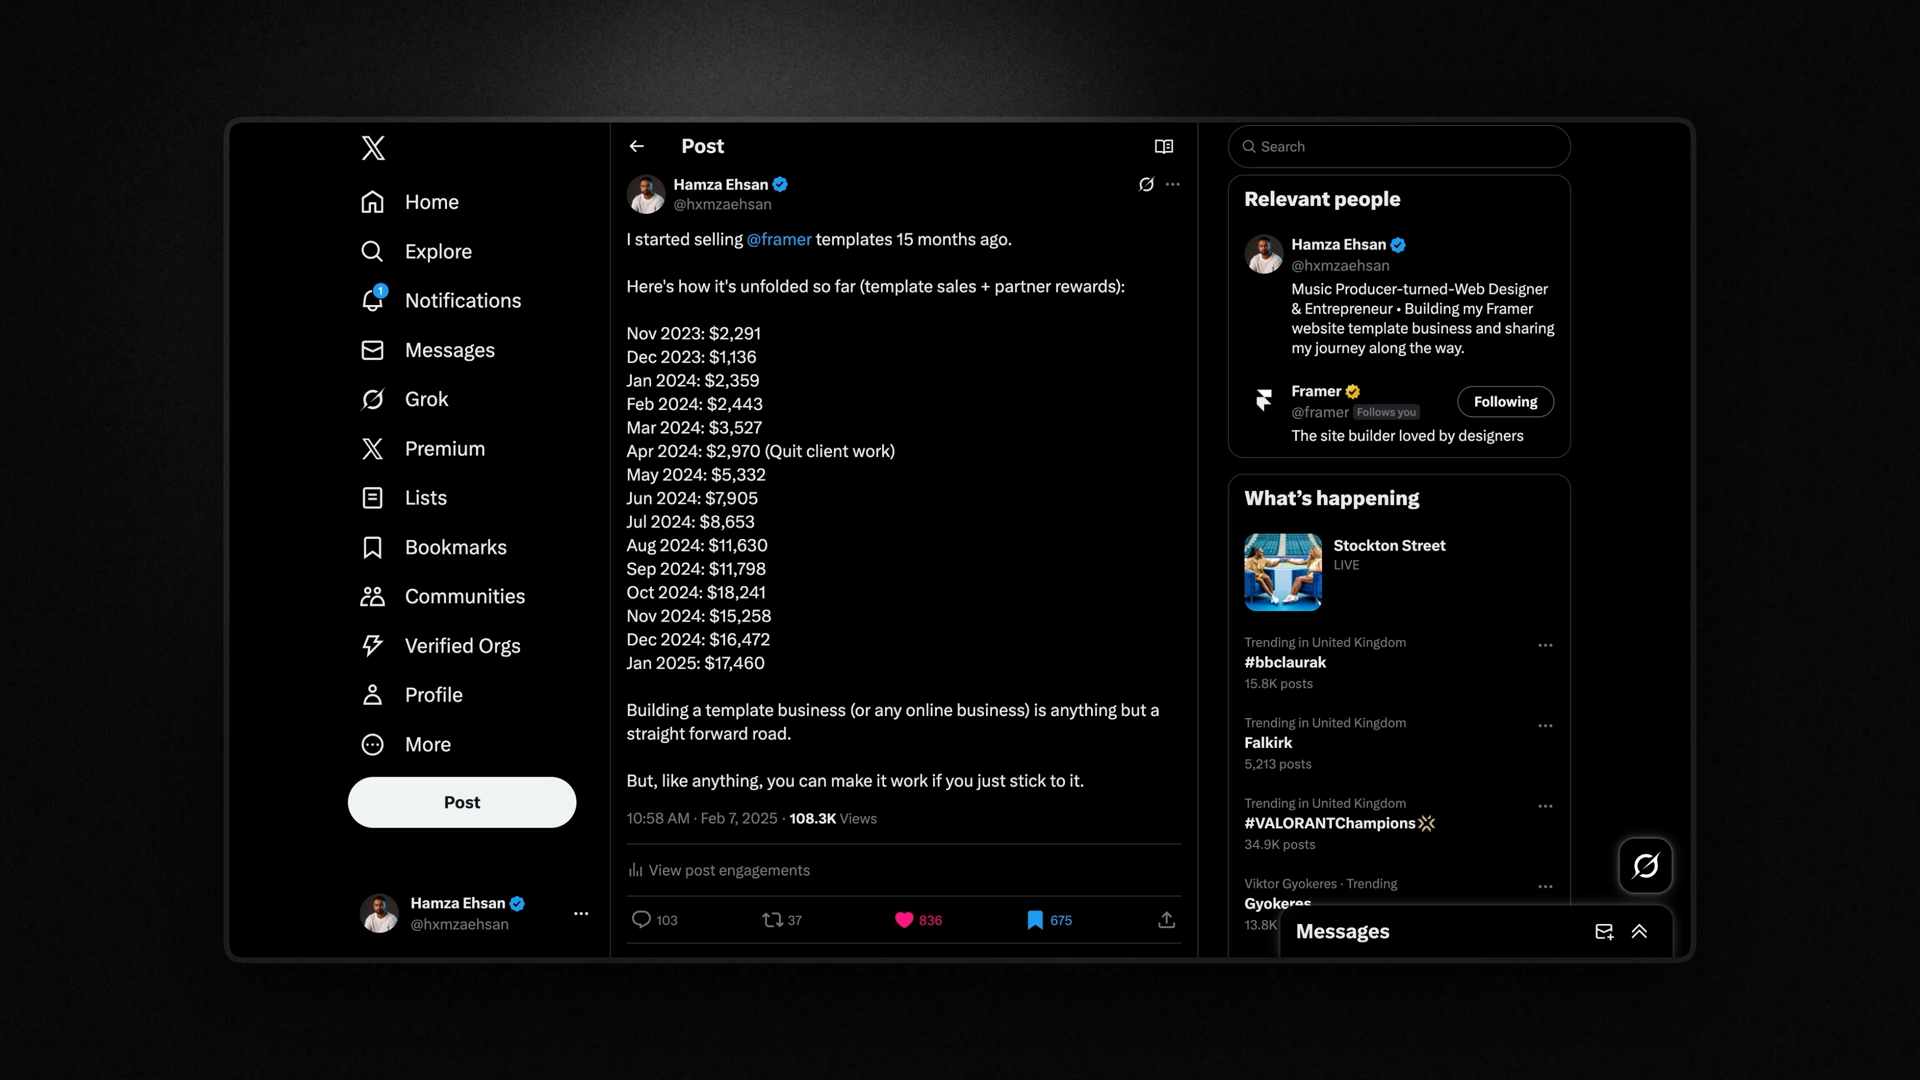 Home
Explore
1
Notifications
Messages
Grok
Premium
Lists
Bookmarks
Communities
Verified Orgs
Profile
More
Post
Hamza Ehsan
@hxmzaehsan
Post
Hamza Ehsan
@hxmzaehsan
I started selling @framer templates 15 months ago.
Here's how it's unfolded so far (template sales + partner rewards):
Nov 2023: $2,291
Dec 2023: $1,136
Jan 2024: $2,359
Feb 2024: $2,443
Mar 2024: $3,527
Apr 2024: $2,970 (Quit client work)
May 2024: $5,332
Jun 2024: $7,905
Jul 2024: $8,653
Aug 2024: $11,630
Sep 2024: $11,798
Oct 2024: $18,241
Nov 2024: $15,258
Dec 2024: $16,472
Jan 2025: $17,460
Building a template business (or any online business) is anything but a
straight forward road.
But, like anything, you can make it work if you just stick to it.
10:58 AM · Feb 7, 2025 · 108.3K Views
View post engagements
103 37 836 675
Search
Relevant people
Hamza Ehsan
@hxmzaehsan
Music Producer-turned-Web Designer
& Entrepreneur • Building my Framer
website template business and sharing
my journey along the way.
Framer
@framer Follows you
Following
The site builder loved by designers
What's happening
Stockton Street
LIVE
Trending in United Kingdom
#bbclaurak
15.8K posts
Trending in United Kingdom
Falkirk
5,213 posts
Trending in United Kingdom
#VALORANTChampions
34.9K posts
Viktor Gyokeres · Trending
Gyokeres
13.8K
Messages